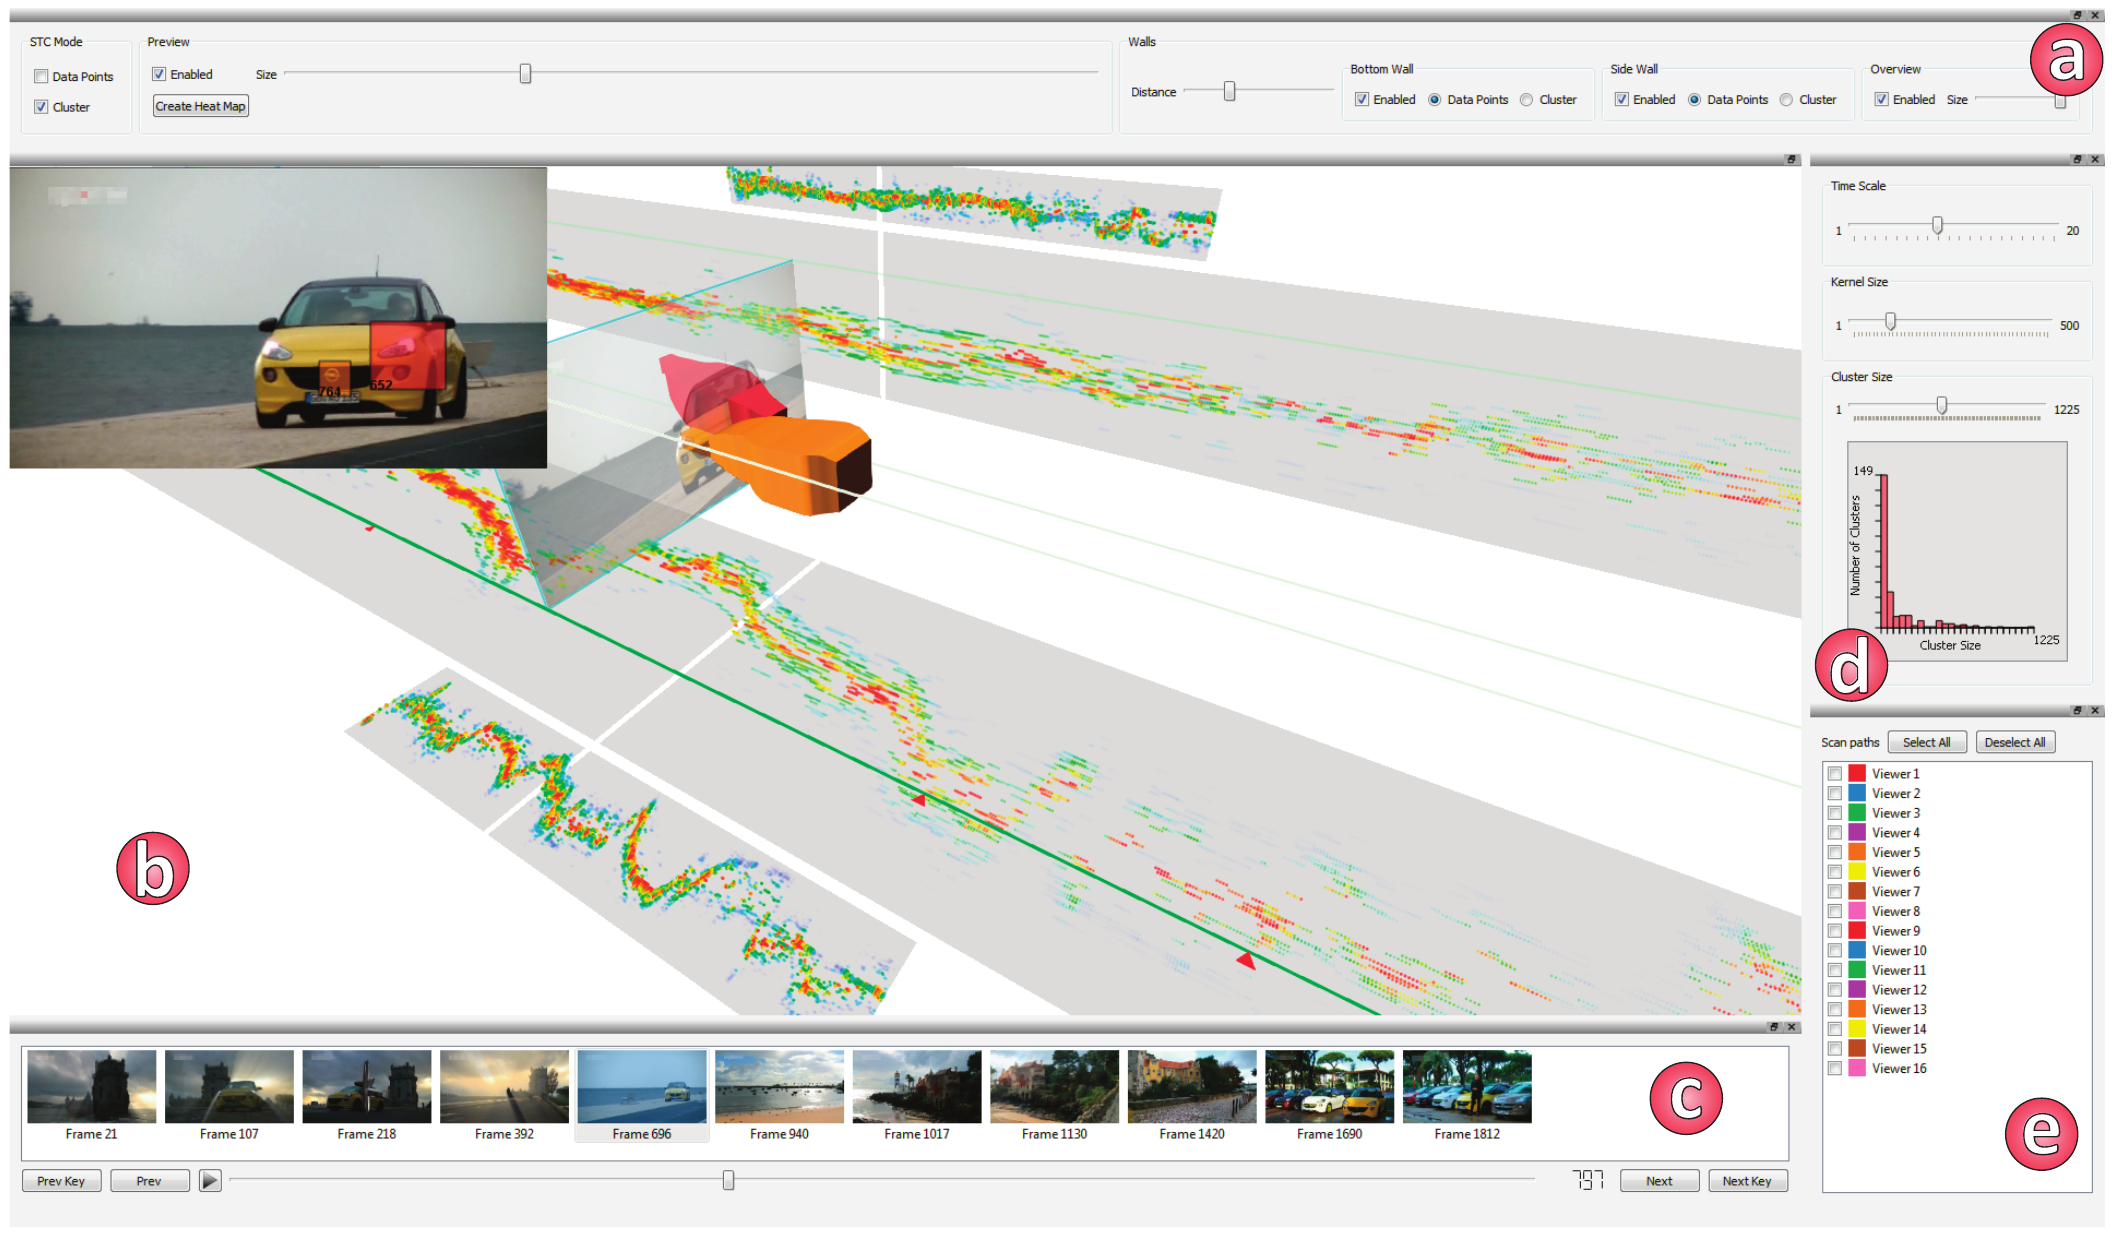 STC Mode
Data Points
Cluster
Preview
Enabled
Size
Create Heat Map
Walls
Distance
Bottom Wall
Enabled
Data Points
Cluster
Side Wall
Enabled
Data Points
Cluster
Overview
Enabled
Size
a
764
652
b
Time Scale
1
20
Kernel Size
1
500
Cluster Size
1
1225
149
Number of Clusters
1225
Cluster Size
d
Scan paths
Select All
Deselect All
Viewer 1
Viewer 2
Viewer 3
Viewer 4
Viewer 5
Viewer 6
Viewer 7
Viewer 8
Viewer 9
Viewer 10
Viewer 11
Viewer 12
Viewer 13
Viewer 14
Viewer 15
Viewer 16
e
Frame 21
Frame 107
Frame 218
Frame 392
Frame 696
Frame 940
Frame 1017
Frame 1130
Frame 1420
Frame 1690
Frame 1812
c
Prev Key
Prev
797
Next
Next Key